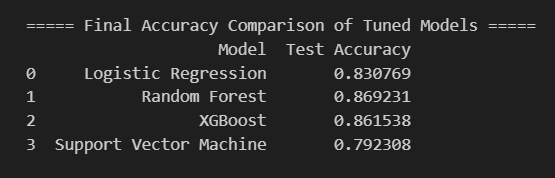 ===== Final Accuracy Comparison of Tuned Models =====
Model Test Accuracy
0 Logistic Regression 0.830769
1 Random Forest 0.869231
2 XGBoost 0.861538
3 Support Vector Machine 0.792308